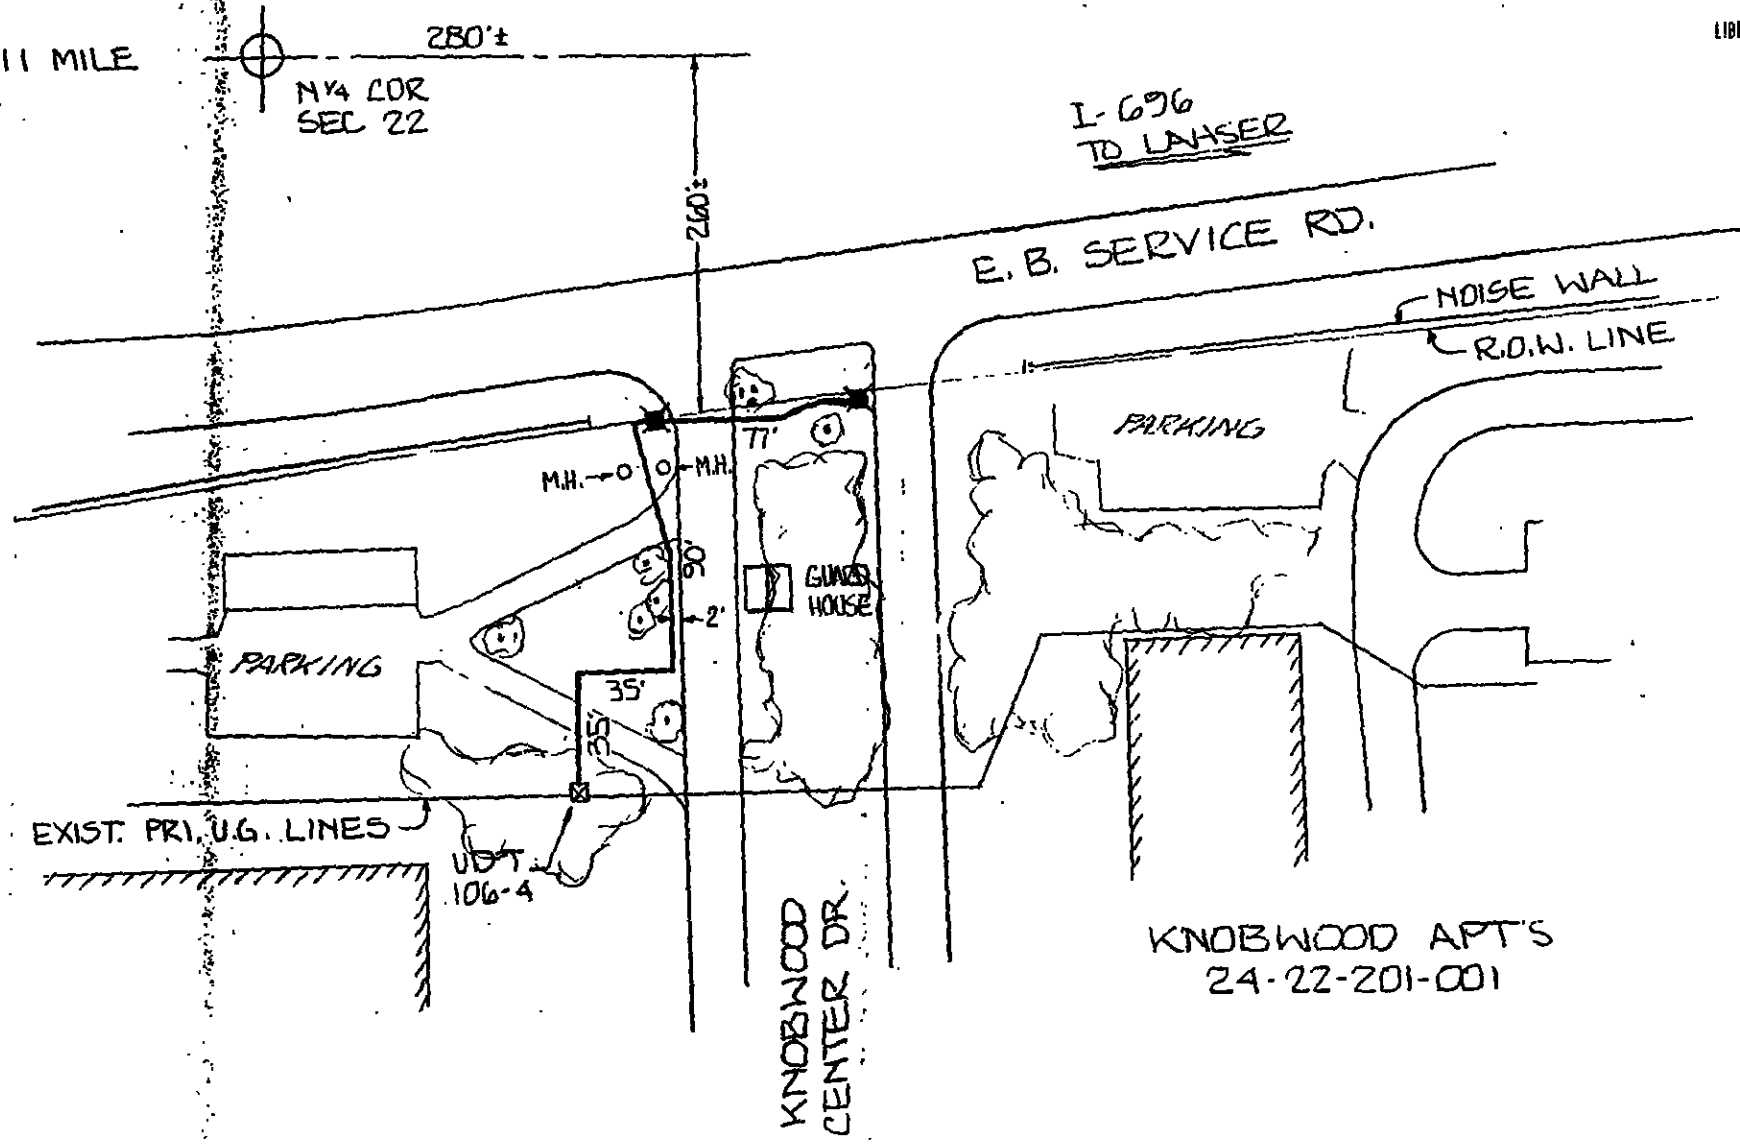 11 MILE
280'±
N¼ COR
SEC 22
260'±
I-696
TO LAHSER
E.B. SERVICE RD.
NOISE WALL
R.O.W. LINE
PARKING
77'
M.H.
M.H.
90'
GUARD
HOUSE
2'
PARKING
35'
35'
EXIST. PRI. U.G. LINES
UDT
106-4
KNOBWOOD
CENTER DR.
KNOBWOOD APT'S
24-22-201-001